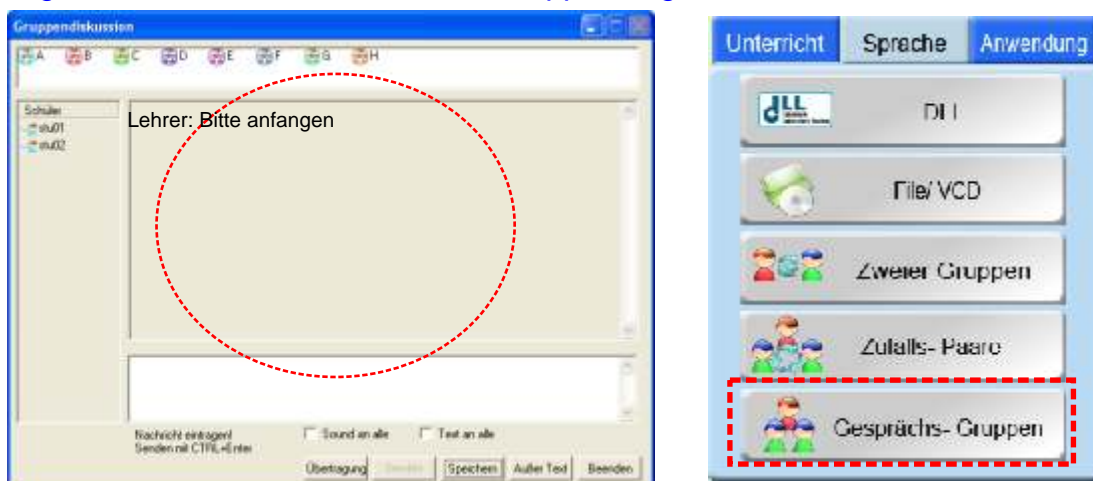 Gruppendiskussion
A B C D E F G H
Schüler
stu01
stu02
Lehrer: Bitte anfangen
Nachricht eintragen!
Senden mit CTRL+Enter
Sound an alle Text an alle
Übertragung Speichern Außer Text Beenden
Unterricht Sprache Anwendung
DLL
DLL
File/ VCD
Zweier Gruppen
Zufalls- Paare
Gesprächs- Gruppen